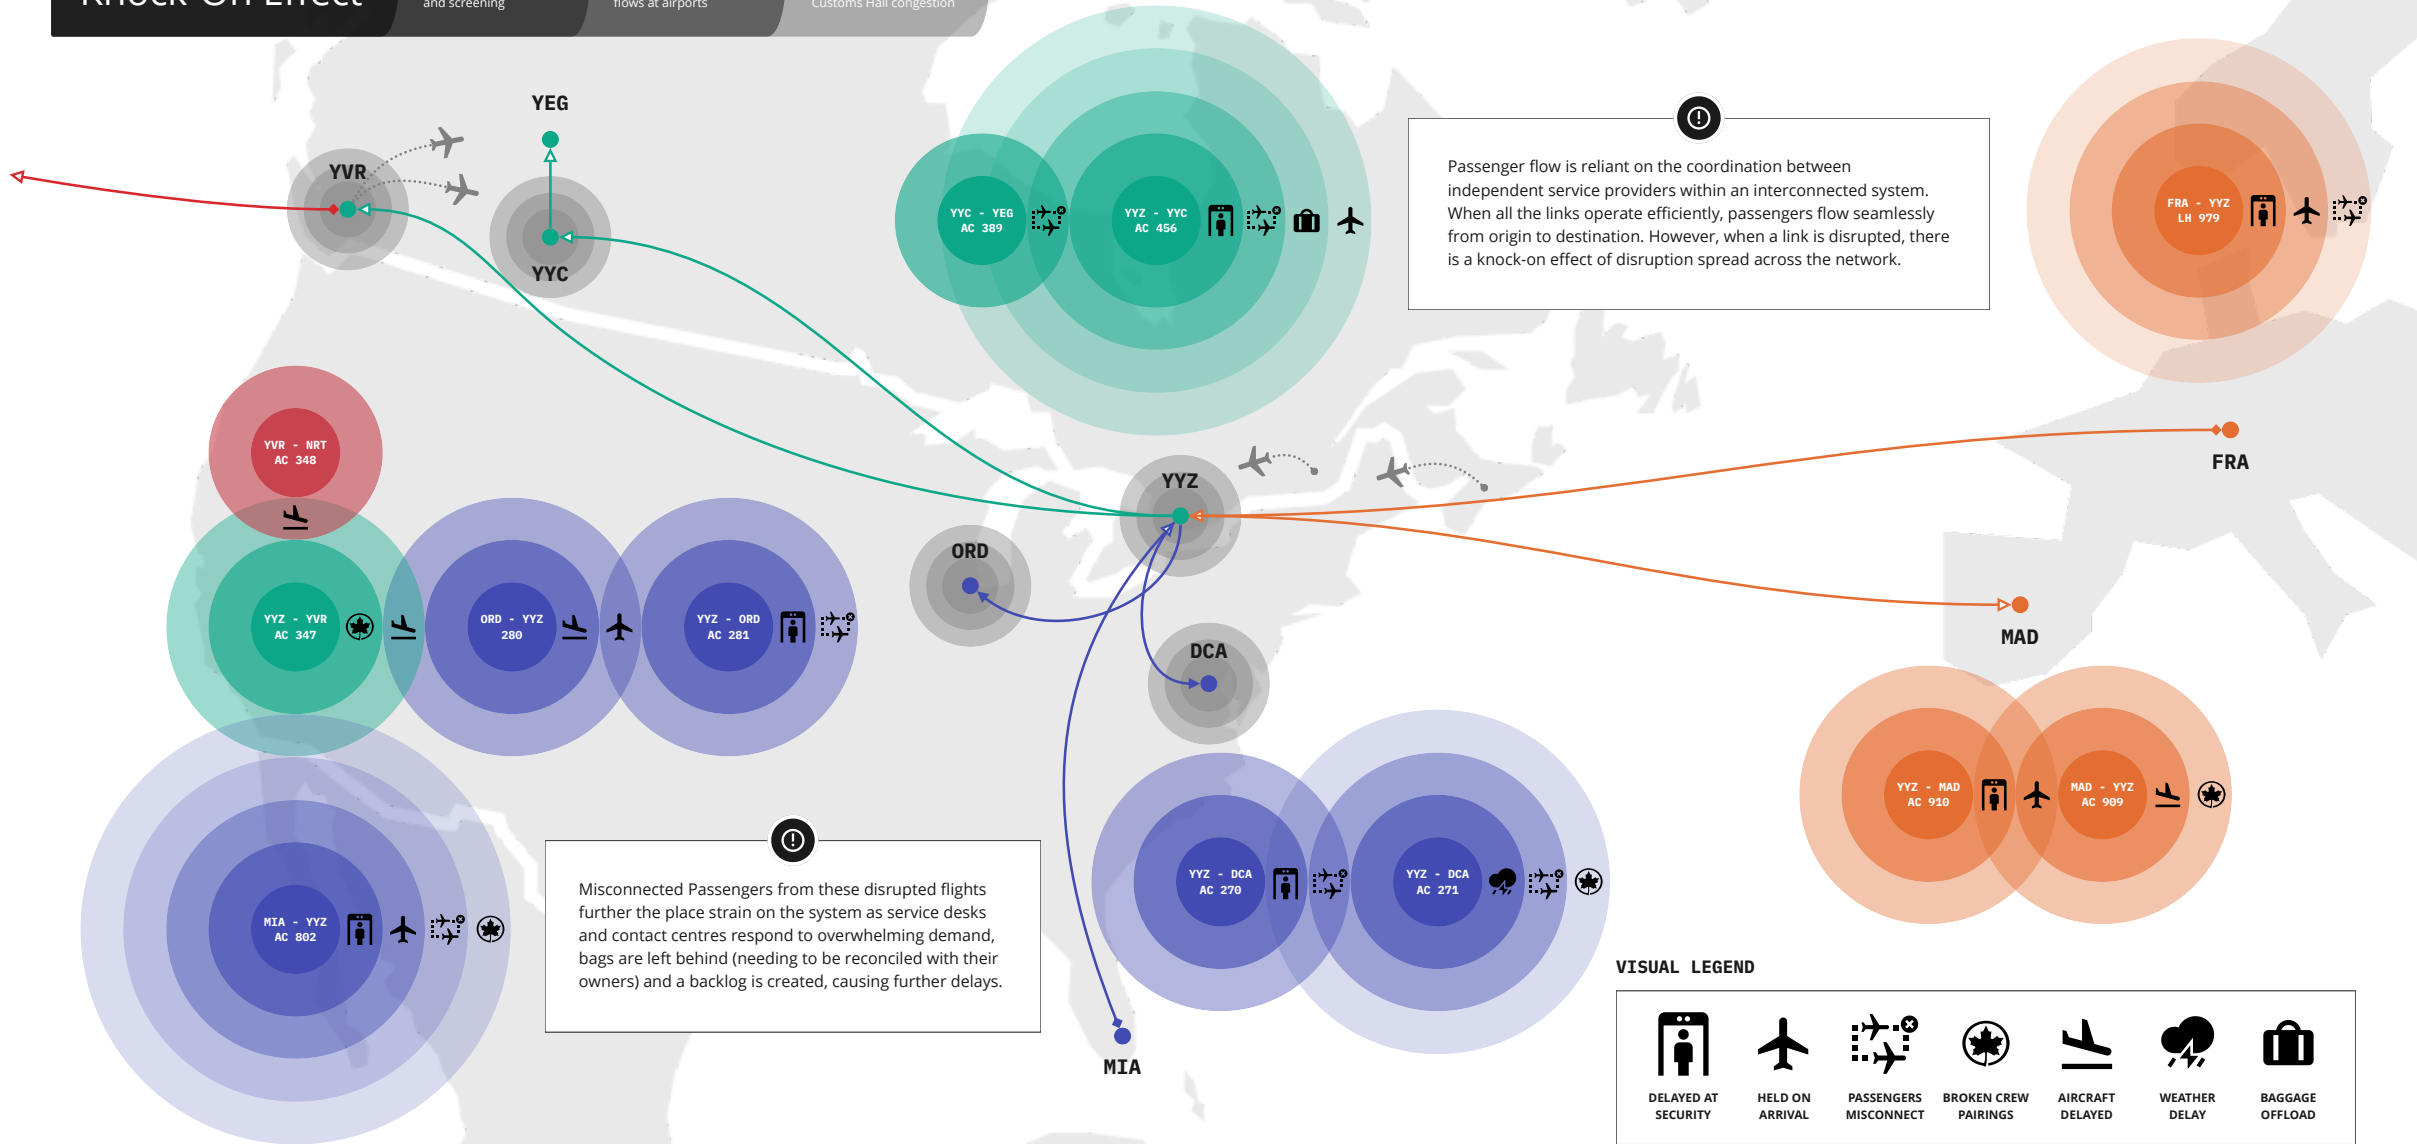 Knock-On Effect
and screening
flows at airports
Customs Hall congestion
YEG
YVR
YYC
YYC - YEG
AC 389
YYZ - YYC
AC 456
Passenger flow is reliant on the coordination between
independent service providers within an interconnected system.
When all the links operate efficiently, passengers flow seamlessly
from origin to destination. However, when a link is disrupted, there
is a knock-on effect of disruption spread across the network.
FRA - YYZ
LH 979
YVR - NRT
AC 348
YYZ
FRA
ORD
YYZ - YVR
AC 347
ORD - YYZ
280
YYZ - ORD
AC 281
DCA
MAD
YYZ - MAD
AC 910
MAD - YYZ
AC 909
MIA - YYZ
AC 802
Misconnected Passengers from these disrupted flights
further the place strain on the system as service desks
and contact centres respond to overwhelming demand,
bags are left behind (needing to be reconciled with their
owners) and a backlog is created, causing further delays.
YYZ - DCA
AC 270
YYZ - DCA
AC 271
MIA
VISUAL LEGEND
DELAYED AT
SECURITY
HELD ON
ARRIVAL
PASSENGERS
MISCONNECT
BROKEN CREW
PAIRINGS
AIRCRAFT
DELAYED
WEATHER
DELAY
BAGGAGE
OFFLOAD